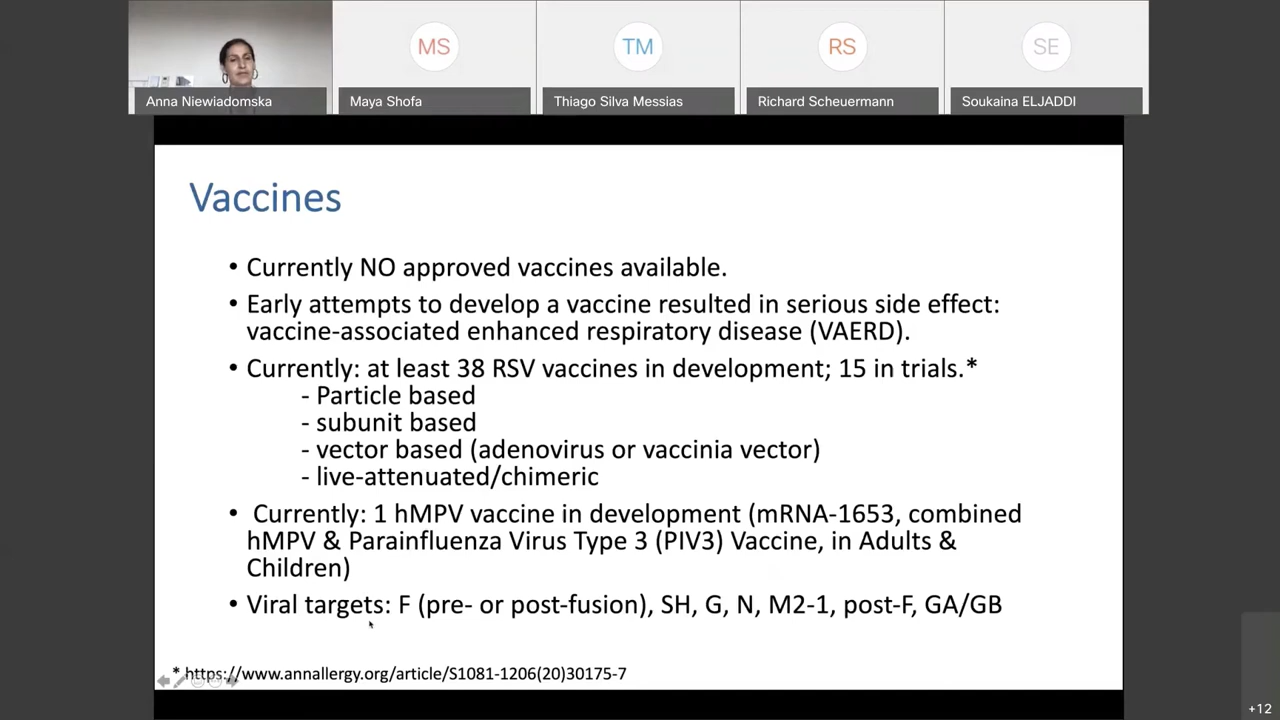 MS
TM
RS
SE
Anna Niewiadomska
Maya Shofa
Thiago Silva Messias
Richard Scheuermann
Soukaina ELJADDI
Vaccines
• Currently NO approved vaccines available.
• Early attempts to develop a vaccine resulted in serious side effect:
vaccine-associated enhanced respiratory disease (VAERD).
• Currently: at least 38 RSV vaccines in development; 15 in trials.*
- Particle based
- subunit based
- vector based (adenovirus or vaccinia vector)
- live-attenuated/chimeric
• Currently: 1 hMPV vaccine in development (mRNA-1653, combined
hMPV & Parainfluenza Virus Type 3 (PIV3) Vaccine, in Adults &
Children)
• Viral targets: F (pre- or post-fusion), SH, G, N, M2-1, post-F, GA/GB
* https://www.annallergy.org/article/S1081-1206(20)30175-7
+12